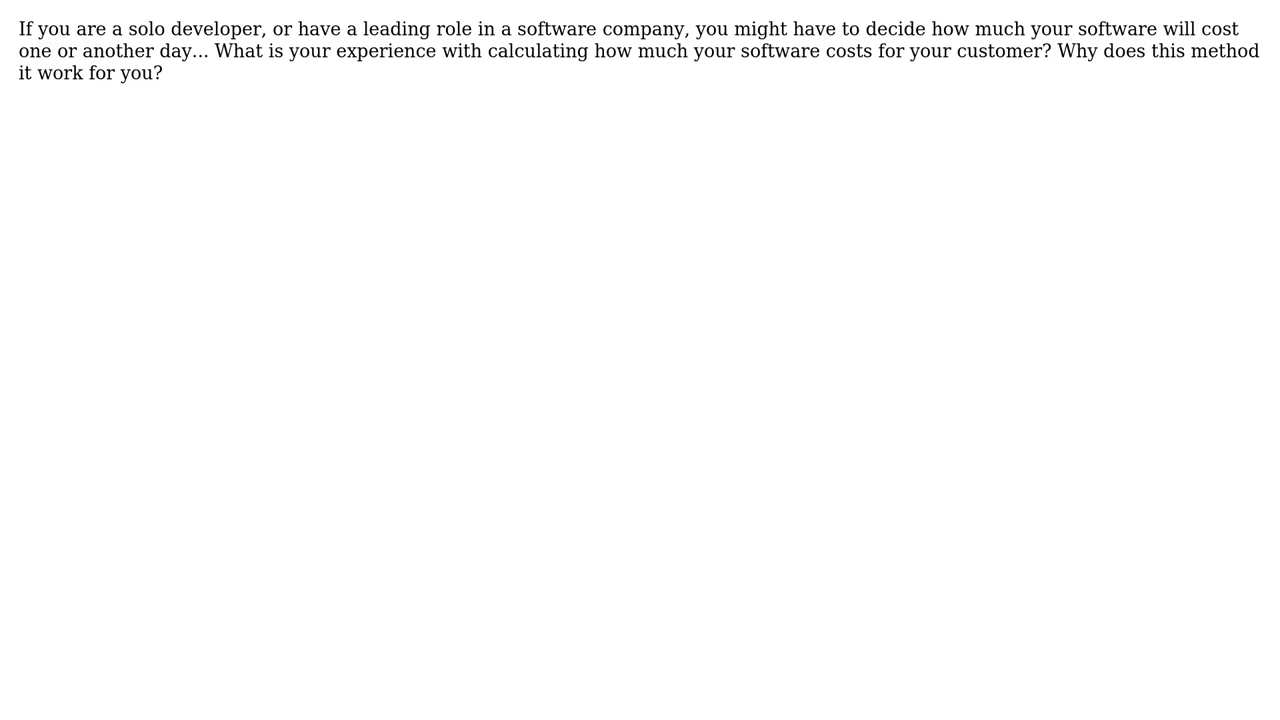 If you are a solo developer, or have a leading role in a software company, you might have to decide how much your software will cost
one or another day... What is your experience with calculating how much your software costs for your customer? Why does this method
it work for you?